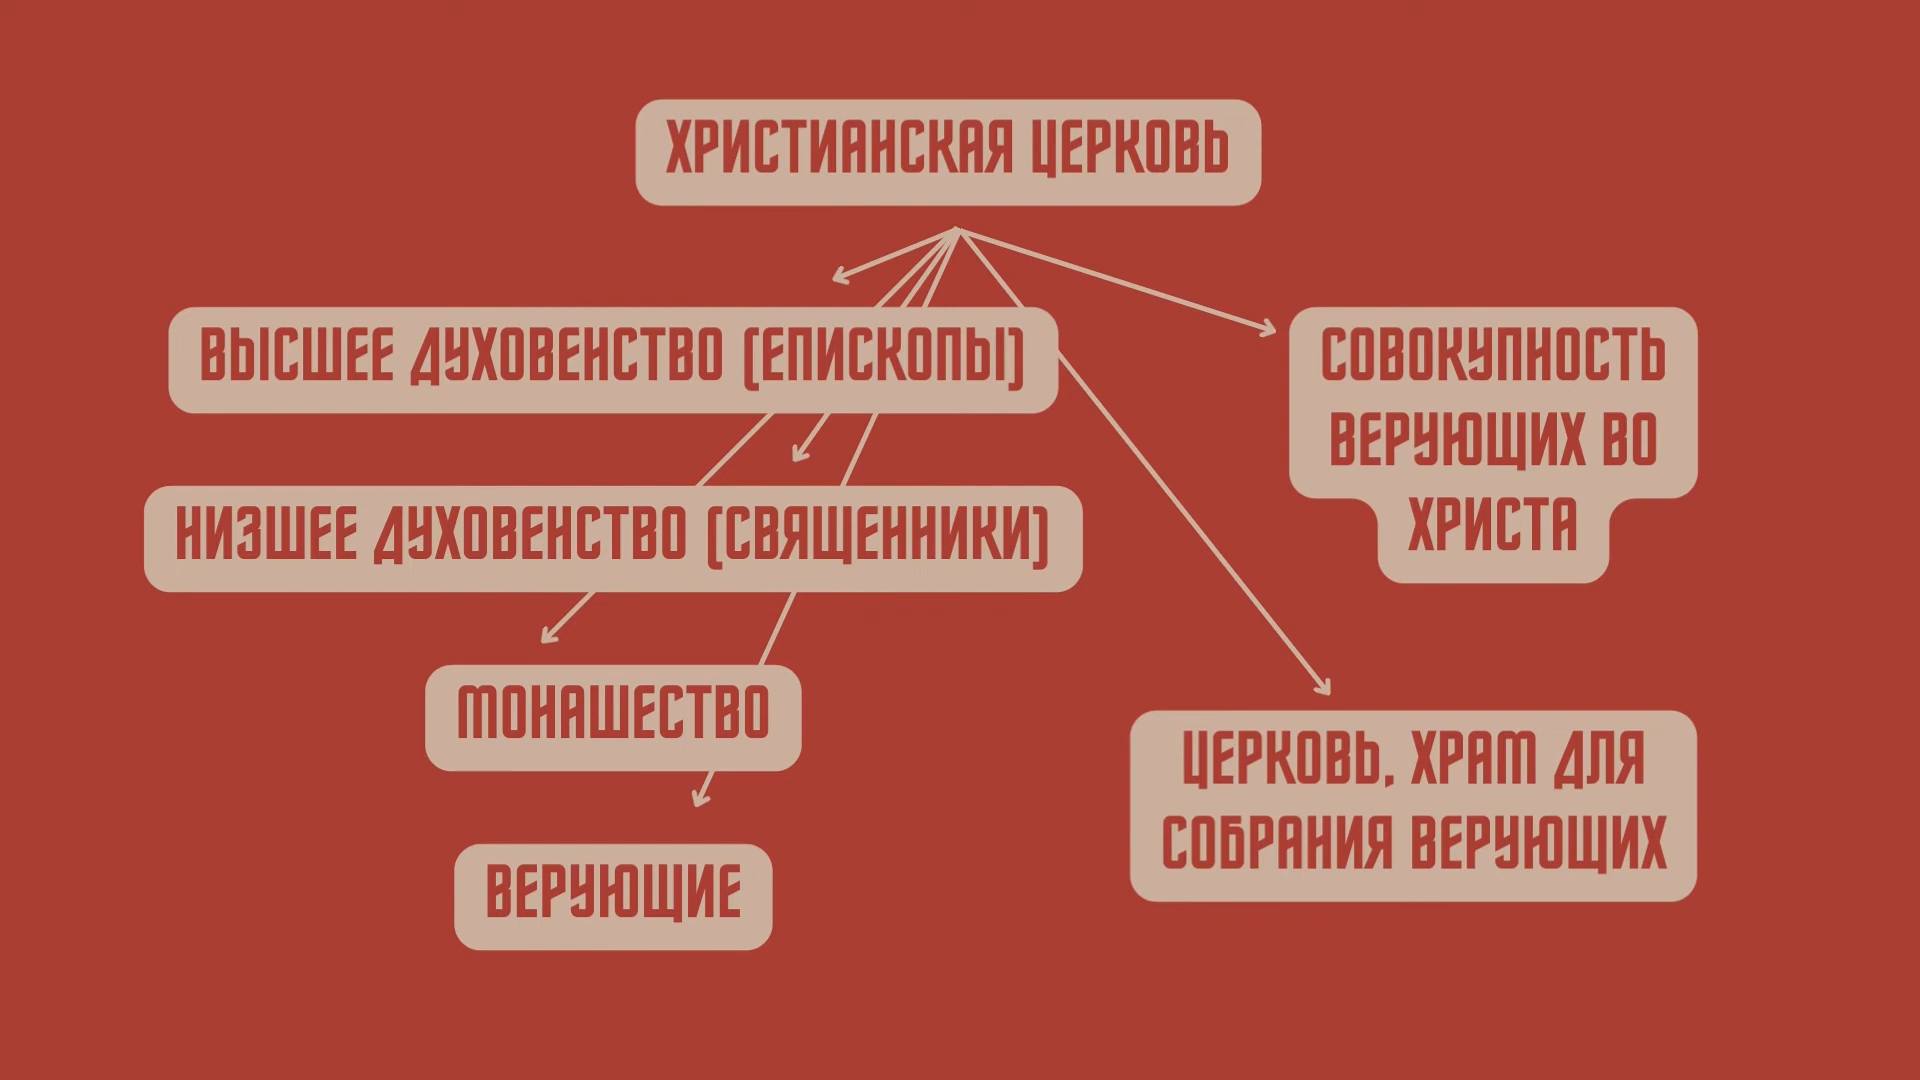 ХРИСТИАНСКАЯ ЦЕРКОВЬ
ВЫСШЕЕ ДУХОВЕНСТВО (ЕПИСКОПЫ)
НИЗШЕЕ ДУХОВЕНСТВО (СВЯЩЕННИКИ)
МОНАШЕСТВО
ВЕРУЮЩИЕ
СОВОКУПНОСТЬ
ВЕРУЮЩИХ ВО
ХРИСТА
ЦЕРКОВЬ, ХРАМ ДЛЯ
СОБРАНИЯ ВЕРУЮЩИХ